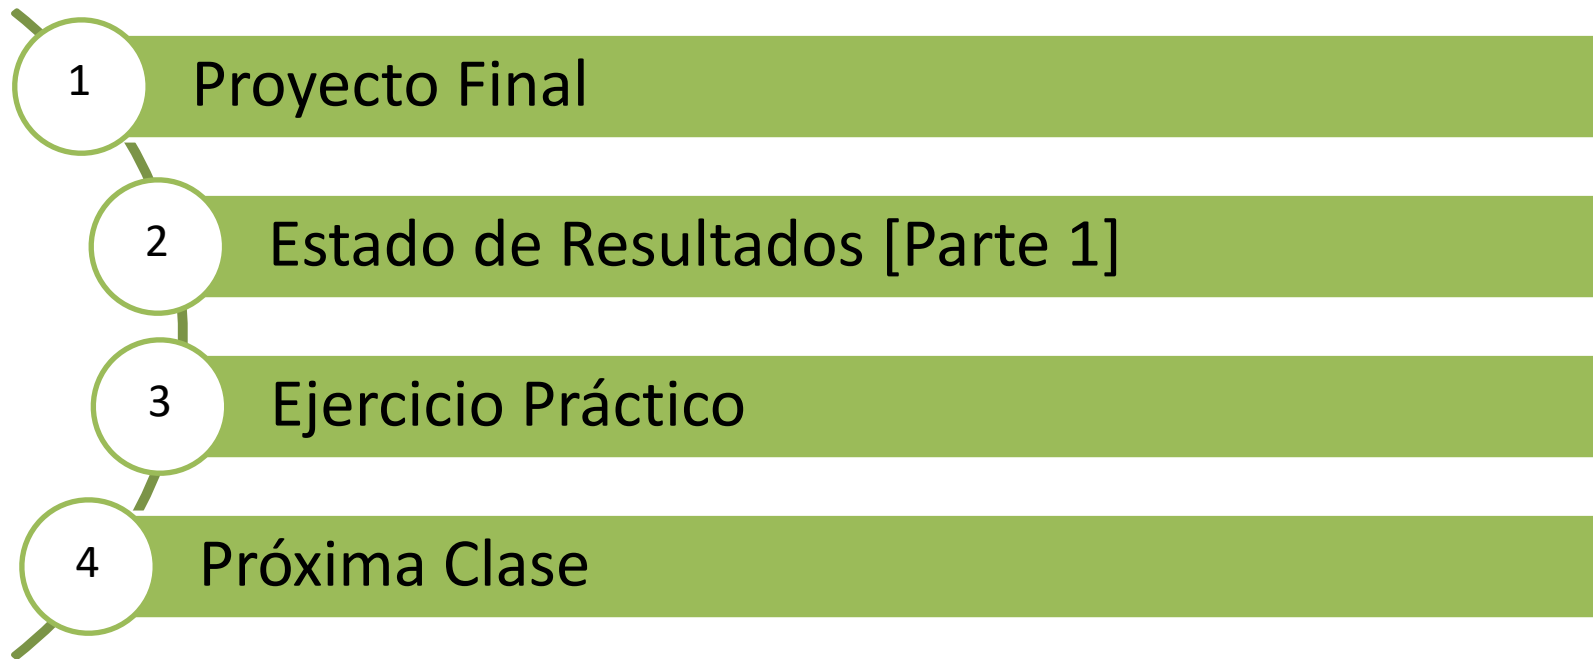 1 Proyecto Final
2 Estado de Resultados [Parte 1]
3 Ejercicio Práctico
4 Próxima Clase